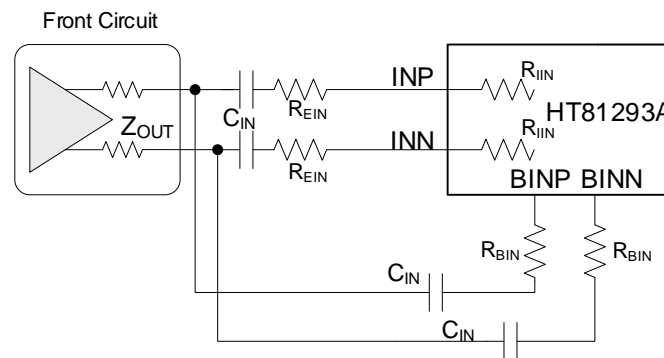 Front Circuit
ZOUT
CIN
REIN
INP
RIIN
HT81293A
RIIN
INN
REIN
BINP BINN
RBIN
RBIN
CIN
CIN